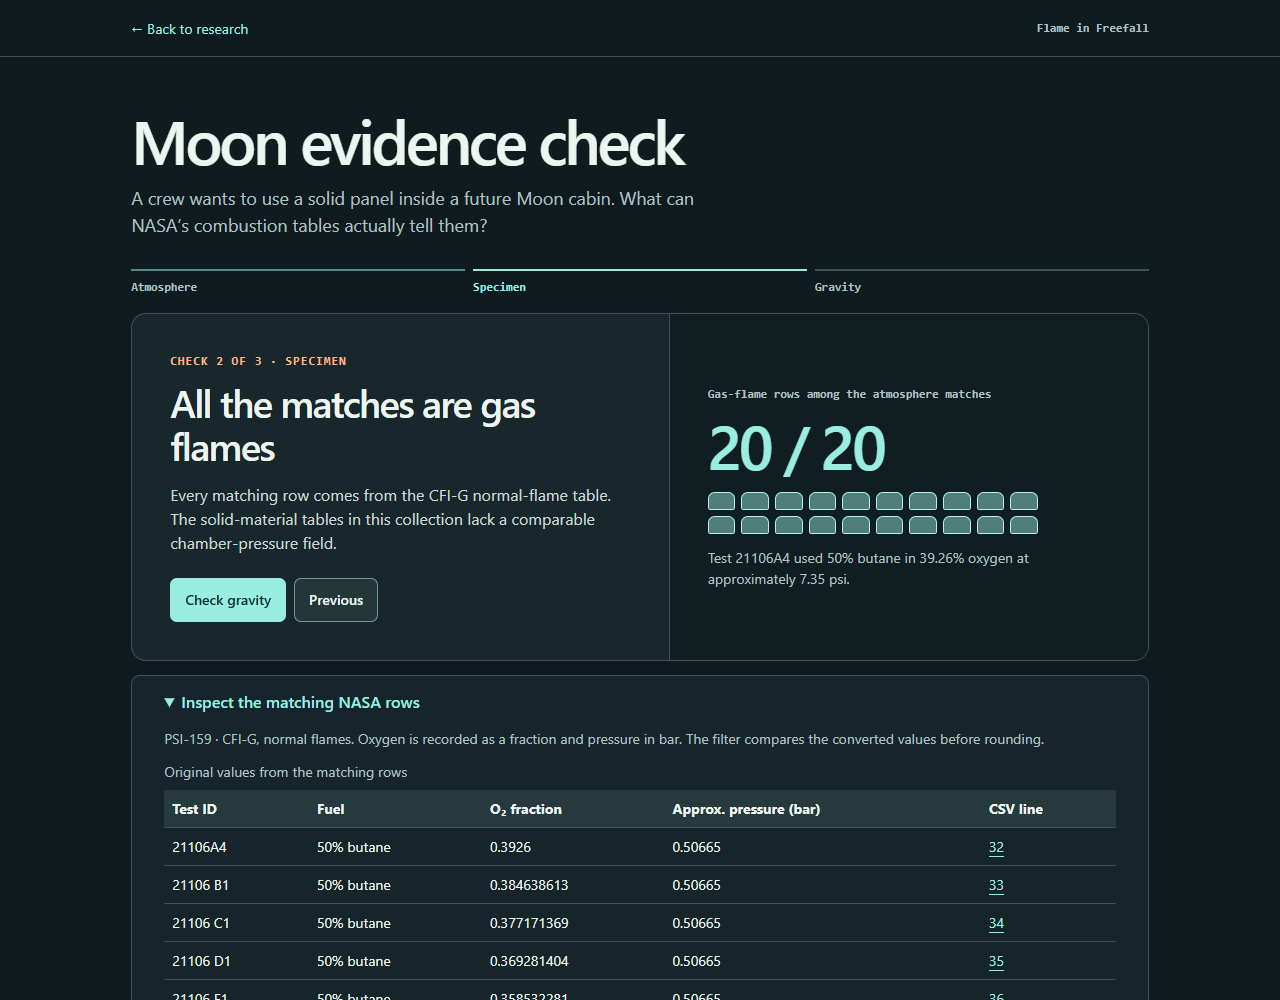 ← Back to research
Flame in Freefall
Moon evidence check
A crew wants to use a solid panel inside a future Moon cabin. What can
NASA’s combustion tables actually tell them?
Atmosphere
Specimen
Gravity
CHECK 2 OF 3 · SPECIMEN
All the matches are gas
flames
Every matching row comes from the CFI-G normal-flame table.
The solid-material tables in this collection lack a comparable
chamber-pressure field.
Check gravity
Previous
Gas-flame rows among the atmosphere matches
20 / 20
Test 21106A4 used 50% butane in 39.26% oxygen at
approximately 7.35 psi.
▼ Inspect the matching NASA rows
PSI-159 · CFI-G, normal flames. Oxygen is recorded as a fraction and pressure in bar. The filter compares the converted values before rounding.
Original values from the matching rows
Test ID Fuel O₂ fraction Approx. pressure (bar) CSV line
21106A4 50% butane 0.3926 0.50665 32
21106 B1 50% butane 0.384638613 0.50665 33
21106 C1 50% butane 0.377171369 0.50665 34
21106 D1 50% butane 0.369281404 0.50665 35
50% butane 0.358532281 0.50665 36